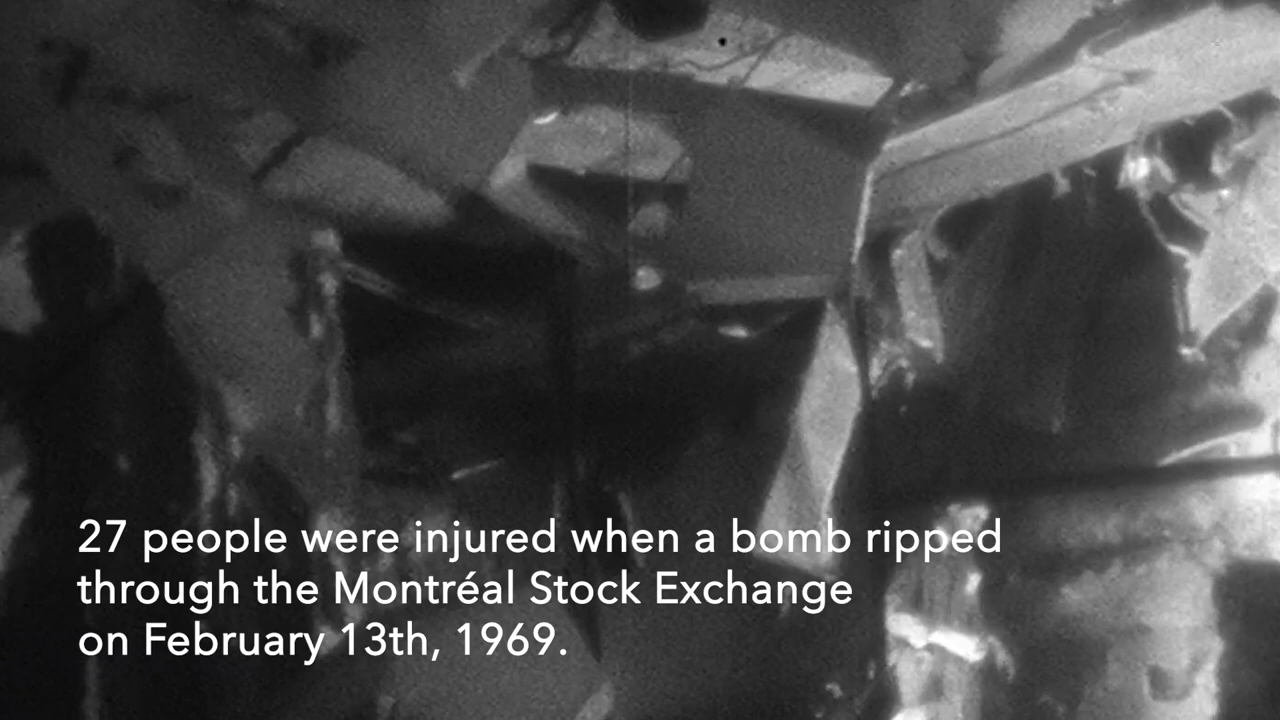 27 people were injured when a bomb ripped
through the Montréal Stock Exchange
on February 13th, 1969.